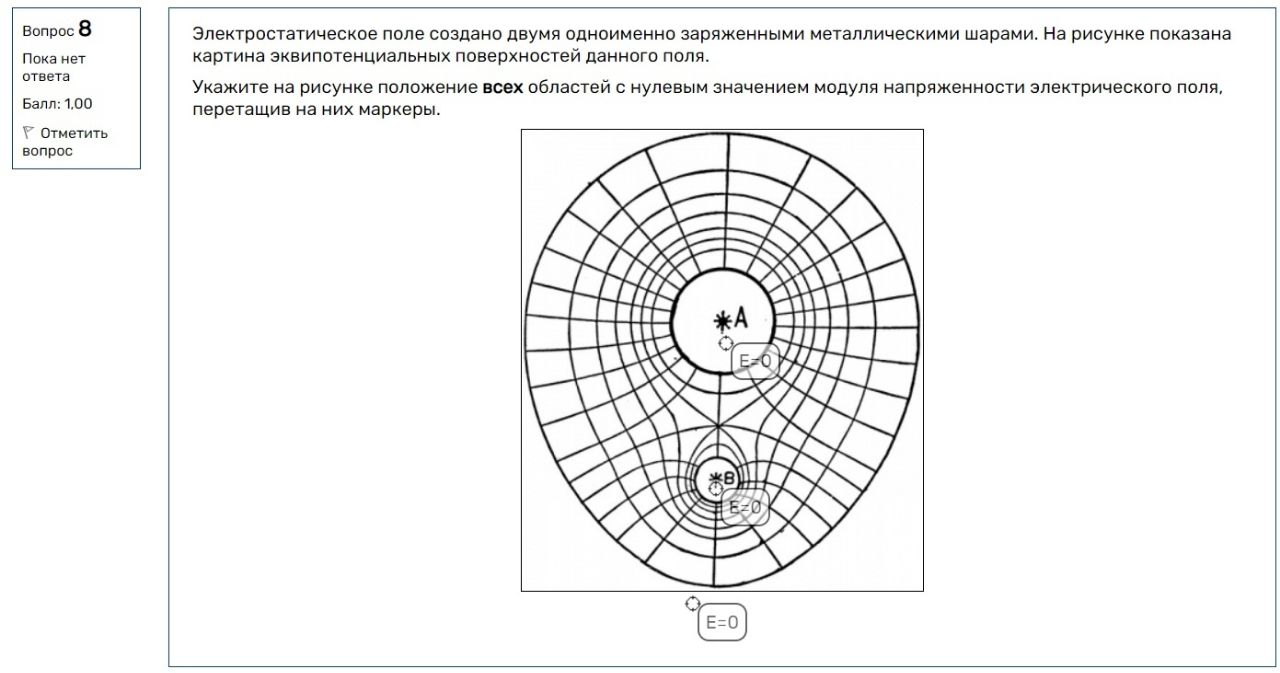 Вопрос 8
Пока нет
ответа
Балл: 1,00
Отметить
вопрос
Электростатическое поле создано двумя одноименно заряженными металлическими шарами. На рисунке показана
картина эквипотенциальных поверхностей данного поля.
Укажите на рисунке положение всех областей с нулевым значением модуля напряженности электрического поля,
перетащив на них маркеры.
A
E=0
B
E=0
E=0